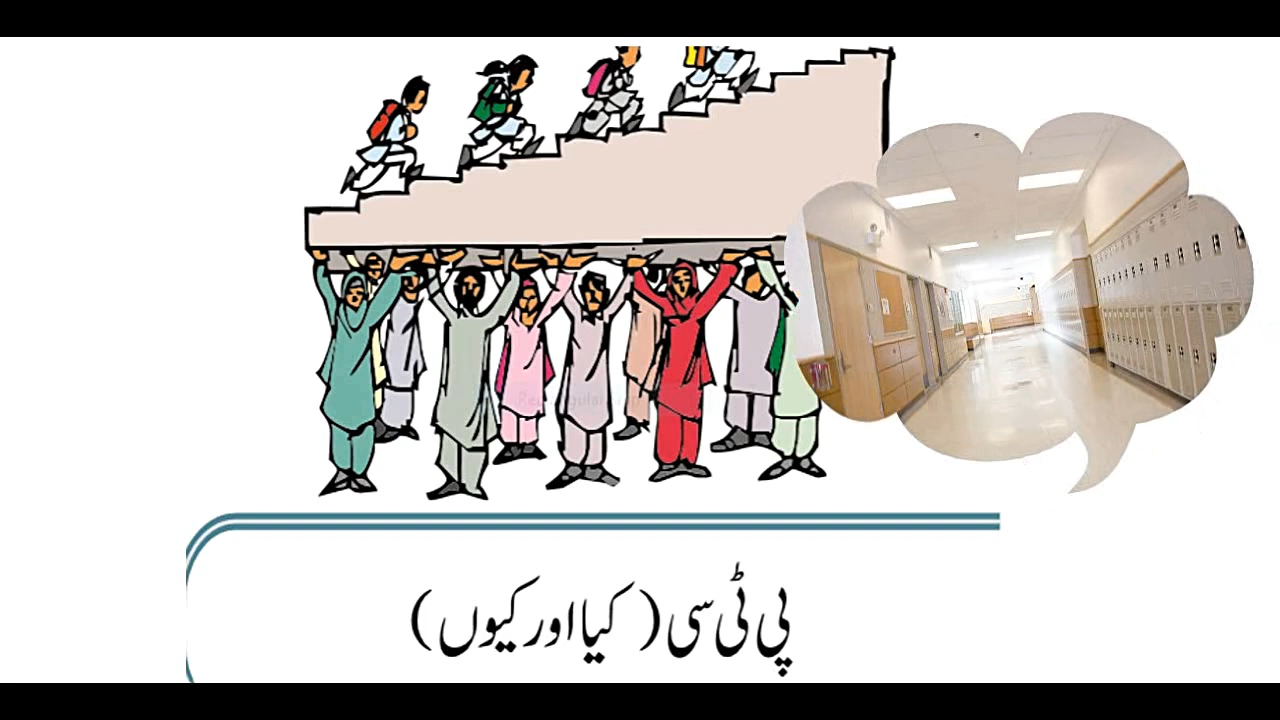 پی ٹی سی ( کیا اور کیوں )